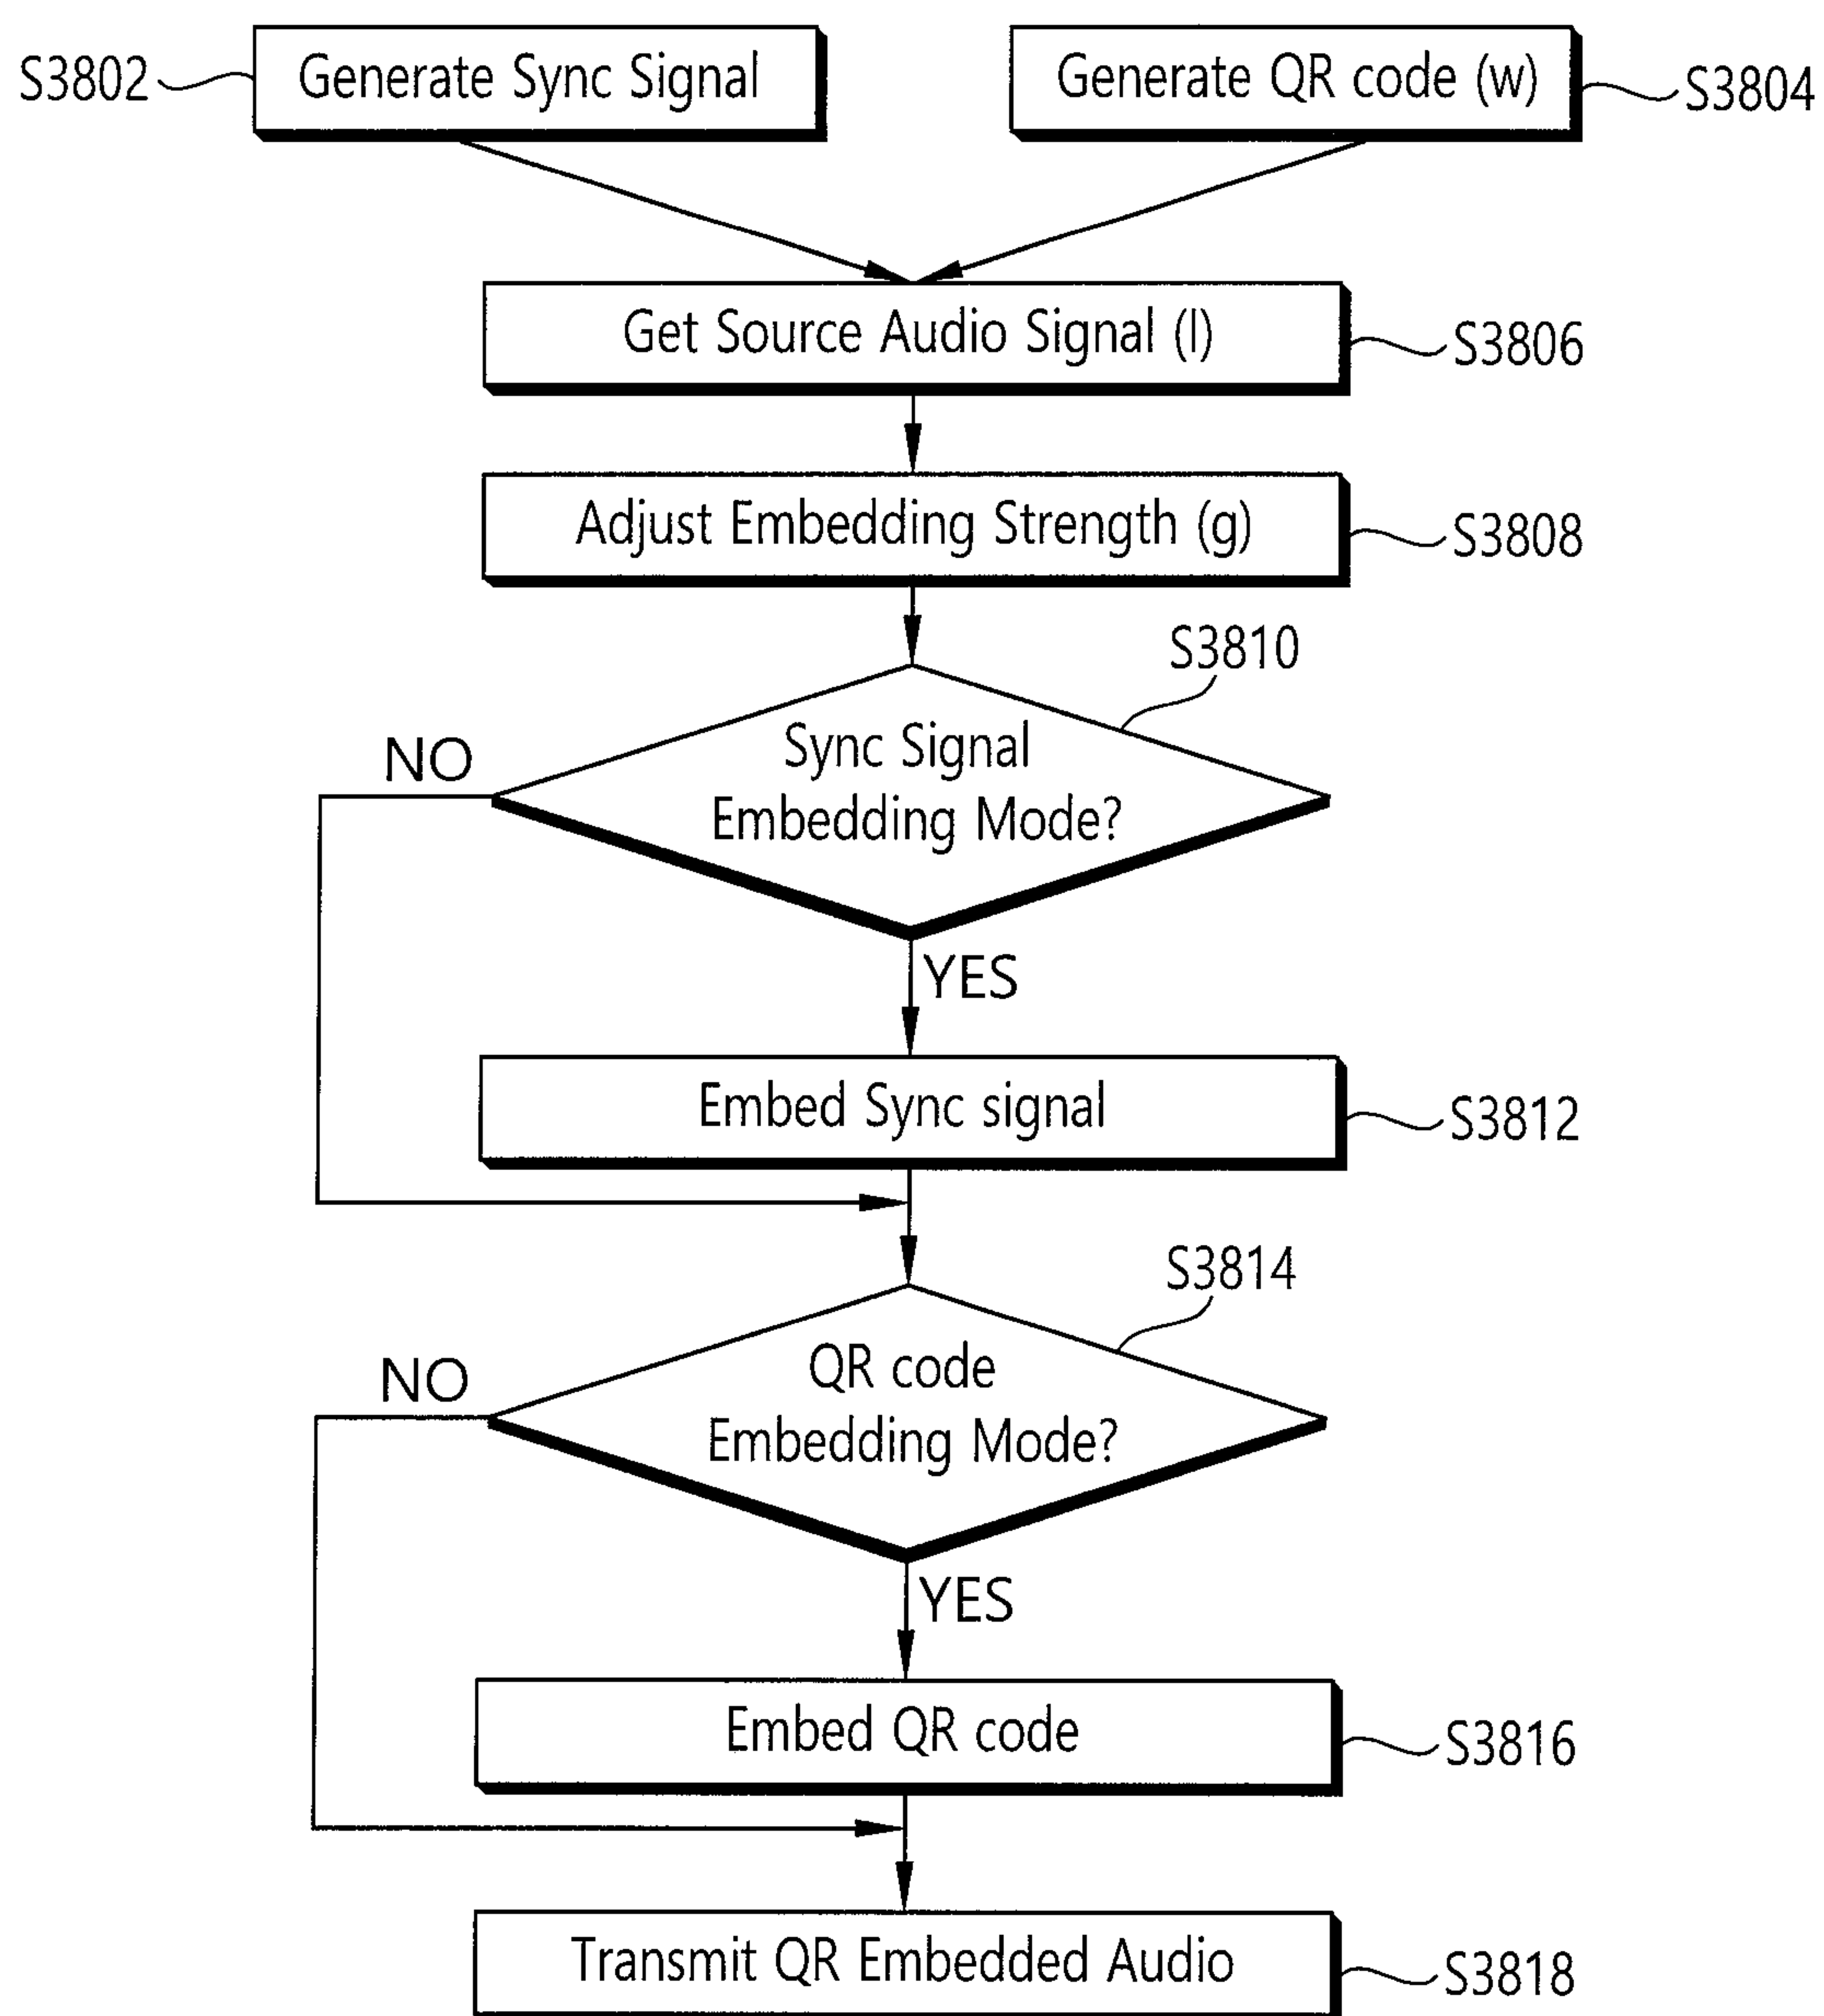 S3802
Generate Sync Signal
Generate QR code (w)
S3804
Get Source Audio Signal (l)
S3806
Adjust Embedding Strength (g)
S3808
S3810
Sync Signal
Embedding Mode?
NO
YES
Embed Sync signal
S3812
S3814
QR code
Embedding Mode?
NO
YES
Embed QR code
S3816
Transmit QR Embedded Audio
S3818